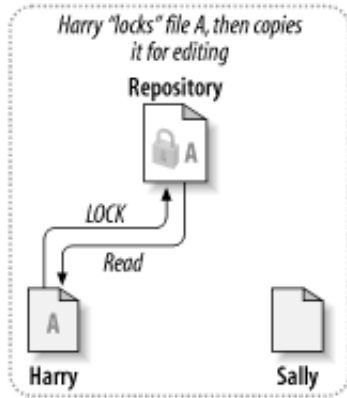 Harry “locks” file A, then copies
it for editing
Repository
A
LOCK
Read
A
Harry
Sally